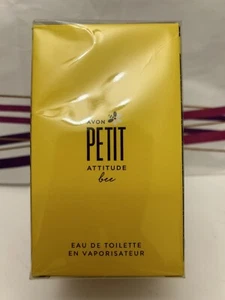 AVON
PETIT
ATTITUDE
bee
EAU DE TOILETTE
EN VAPORISATEUR